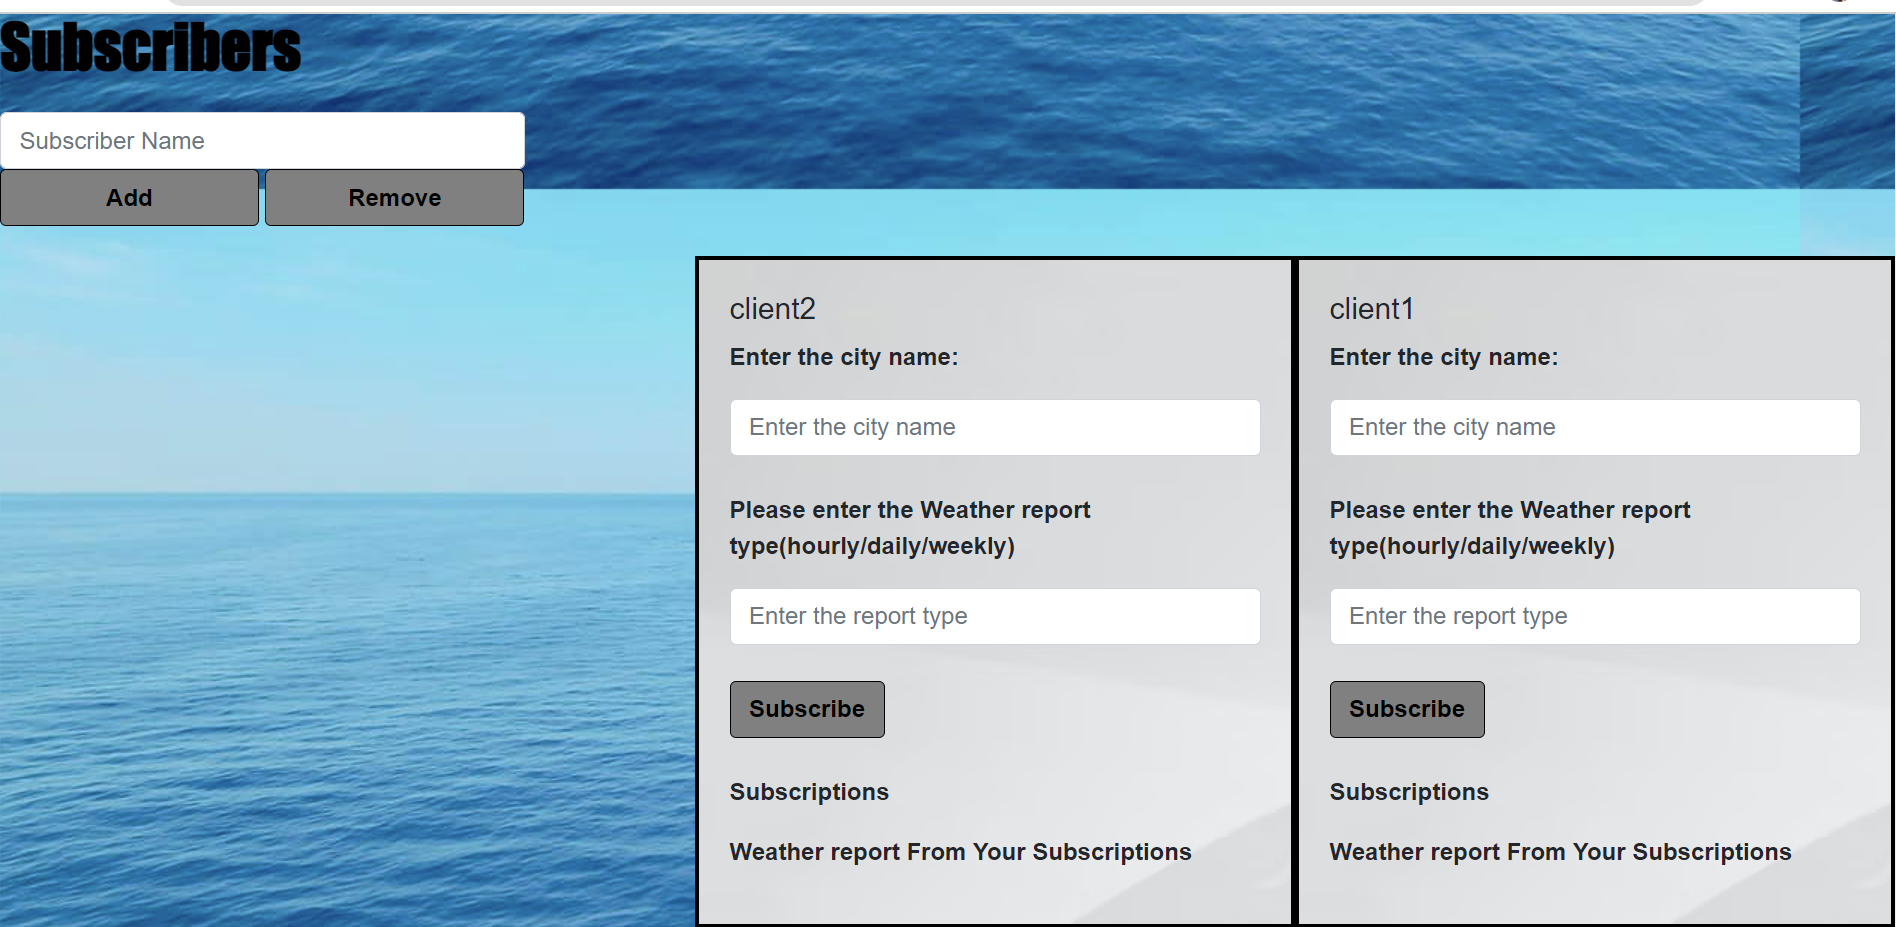 Subscribers
Subscriber Name
Add
Remove
client2
Enter the city name:
Enter the city name
Please enter the Weather report
type(hourly/daily/weekly)
Enter the report type
Subscribe
Subscriptions
Weather report From Your Subscriptions
client1
Enter the city name:
Enter the city name
Please enter the Weather report
type(hourly/daily/weekly)
Enter the report type
Subscribe
Subscriptions
Weather report From Your Subscriptions